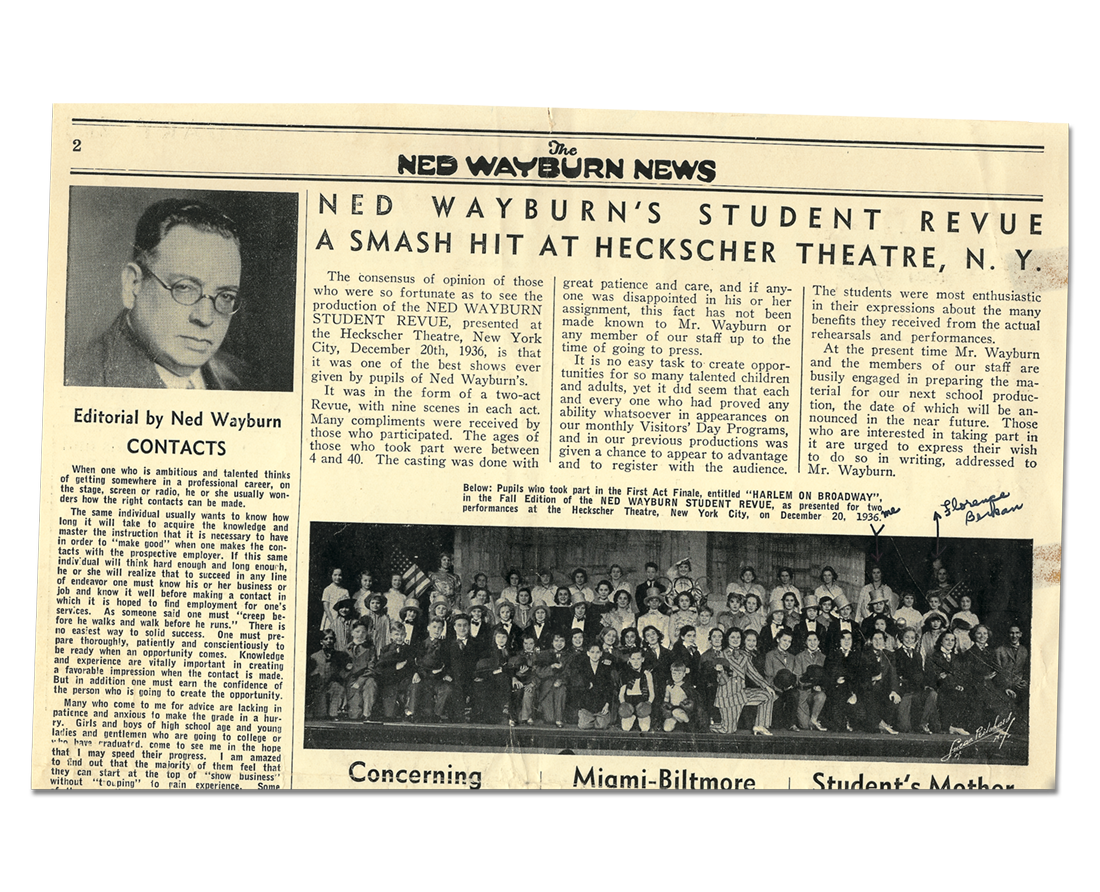 2
The
NED WAYBURN NEWS
NED WAYBURN'S STUDENT REVUE
A SMASH HIT AT HECKSCHER THEATRE, N. Y.
Editorial by Ned Wayburn
CONTACTS
When one who is ambitious and talented thinks
of getting somewhere in a professional career, on
the stage, screen or radio, he or she usually won-
ders how the right contacts can be made.
The same individual usually wants to know how
long it will take to acquire the knowledge and
master the instruction that it is necessary to have
in order to "make good" when one makes the con-
tacts with the prospective employer. If this same
individual will think hard enough and long enough,
he or she will realize that to succeed in any line
of endeavor one must know his or her business or
job and know it well before making a contact in
which it is hoped to find employment for one's
services. As someone said one must "creep be-
fore he walks and walk before he runs." There is
no easiest way to solid success. One must pre-
pare thoroughly, patiently and conscientiously to
be ready when an opportunity comes. Knowledge
and experience are vitally important in creating
a favorable impression when the contact is made.
But in addition one must earn the confidence of
the person who is going to create the opportunity.
Many who come to me for advice are lacking in
patience and anxious to make the grade in a hur-
ry. Girls and boys of high school age and young
ladies and gentlemen who are going to college or
who have graduated, come to see me in the hope
that I may speed their progress. I am amazed
to find out that the majority of them feel that
they can start at the top of "show business"
without "trouping" to gain experience. Some
The consensus of opinion of those
who were so fortunate as to see the
production of the NED WAYBURN
STUDENT REVUE, presented at
the Heckscher Theatre, New York
City, December 20th, 1936, is that
it was one of the best shows ever
given by pupils of Ned Wayburn's.
It was in the form of a two-act
Revue, with nine scenes in each act.
Many compliments were received by
those who participated. The ages of
those who took part were between
4 and 40. The casting was done with
great patience and care, and if any-
one was disappointed in his or her
assignment, this fact has not been
made known to Mr. Wayburn or
any member of our staff up to the
time of going to press.
It is no easy task to create oppor-
tunities for so many talented children
and adults, yet it did seem that each
and every one who had proved any
ability whatsoever in appearances on
our monthly Visitors' Day Programs,
and in our previous productions was
given a chance to appear to advantage
and to register with the audience.
The students were most enthusiastic
in their expressions about the many
benefits they received from the actual
rehearsals and performances.
At the present time Mr. Wayburn
and the members of our staff are
busily engaged in preparing the ma-
terial for our next school produc-
tion, the date of which will be an-
nounced in the near future. Those
who are interested in taking part in
it are urged to express their wish
to do so in writing, addressed to
Mr. Wayburn.
Below: Pupils who took part in the First Act Finale, entitled "HARLEM ON BROADWAY",
in the Fall Edition of the NED WAYBURN STUDENT REVUE, as presented for two
performances at the Heckscher Theatre, New York City, on December 20, 1936.
me
Florence
Concerning
Miami-Biltmore
Student's Mother